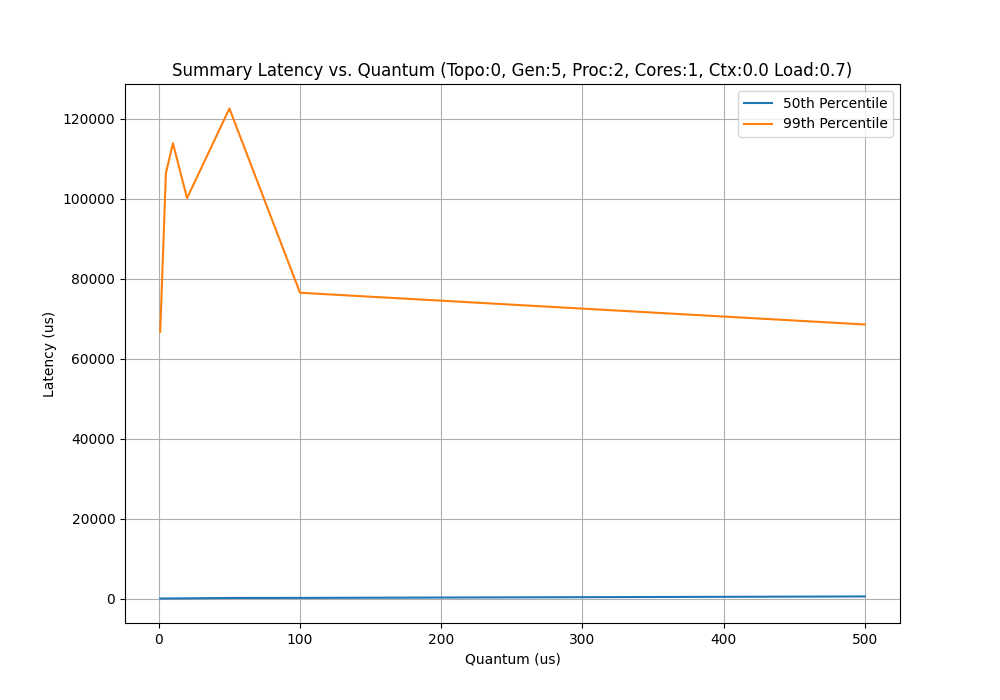 Summary Latency vs. Quantum (Topo:0, Gen:5, Proc:2, Cores:1, Ctx:0.0 Load:0.7)
50th Percentile
99th Percentile
120000
100000
80000
60000
40000
20000
0
Latency (us)
0 100 200 300 400 500
Quantum (us)